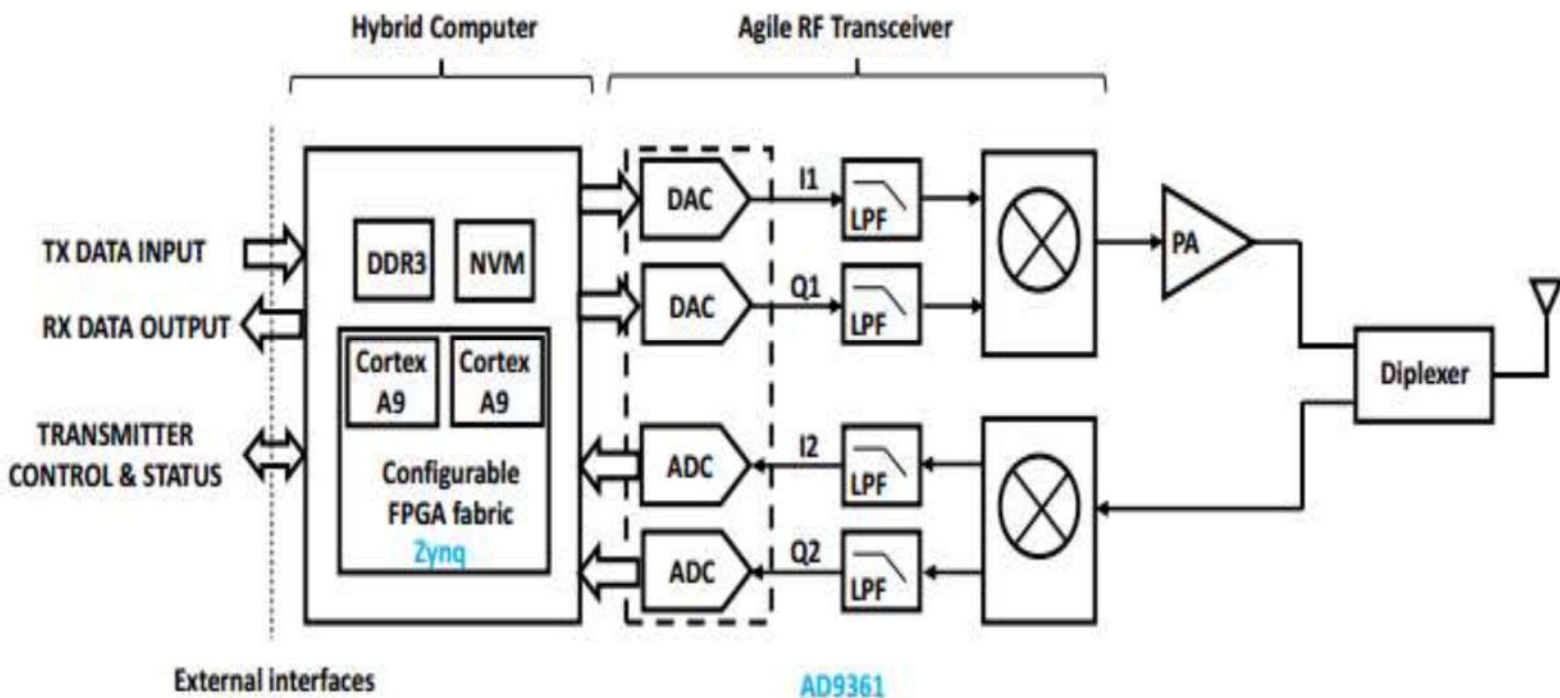 Hybrid Computer
Agile RF Transceiver
TX DATA INPUT
RX DATA OUTPUT
TRANSMITTER
CONTROL & STATUS
DDR3
NVM
Cortex
A9
Cortex
A9
Configurable
FPGA fabric
Zynq
DAC
I1
LPF
DAC
Q1
LPF
ADC
I2
LPF
ADC
Q2
LPF
PA
Diplexer
External interfaces
AD9361